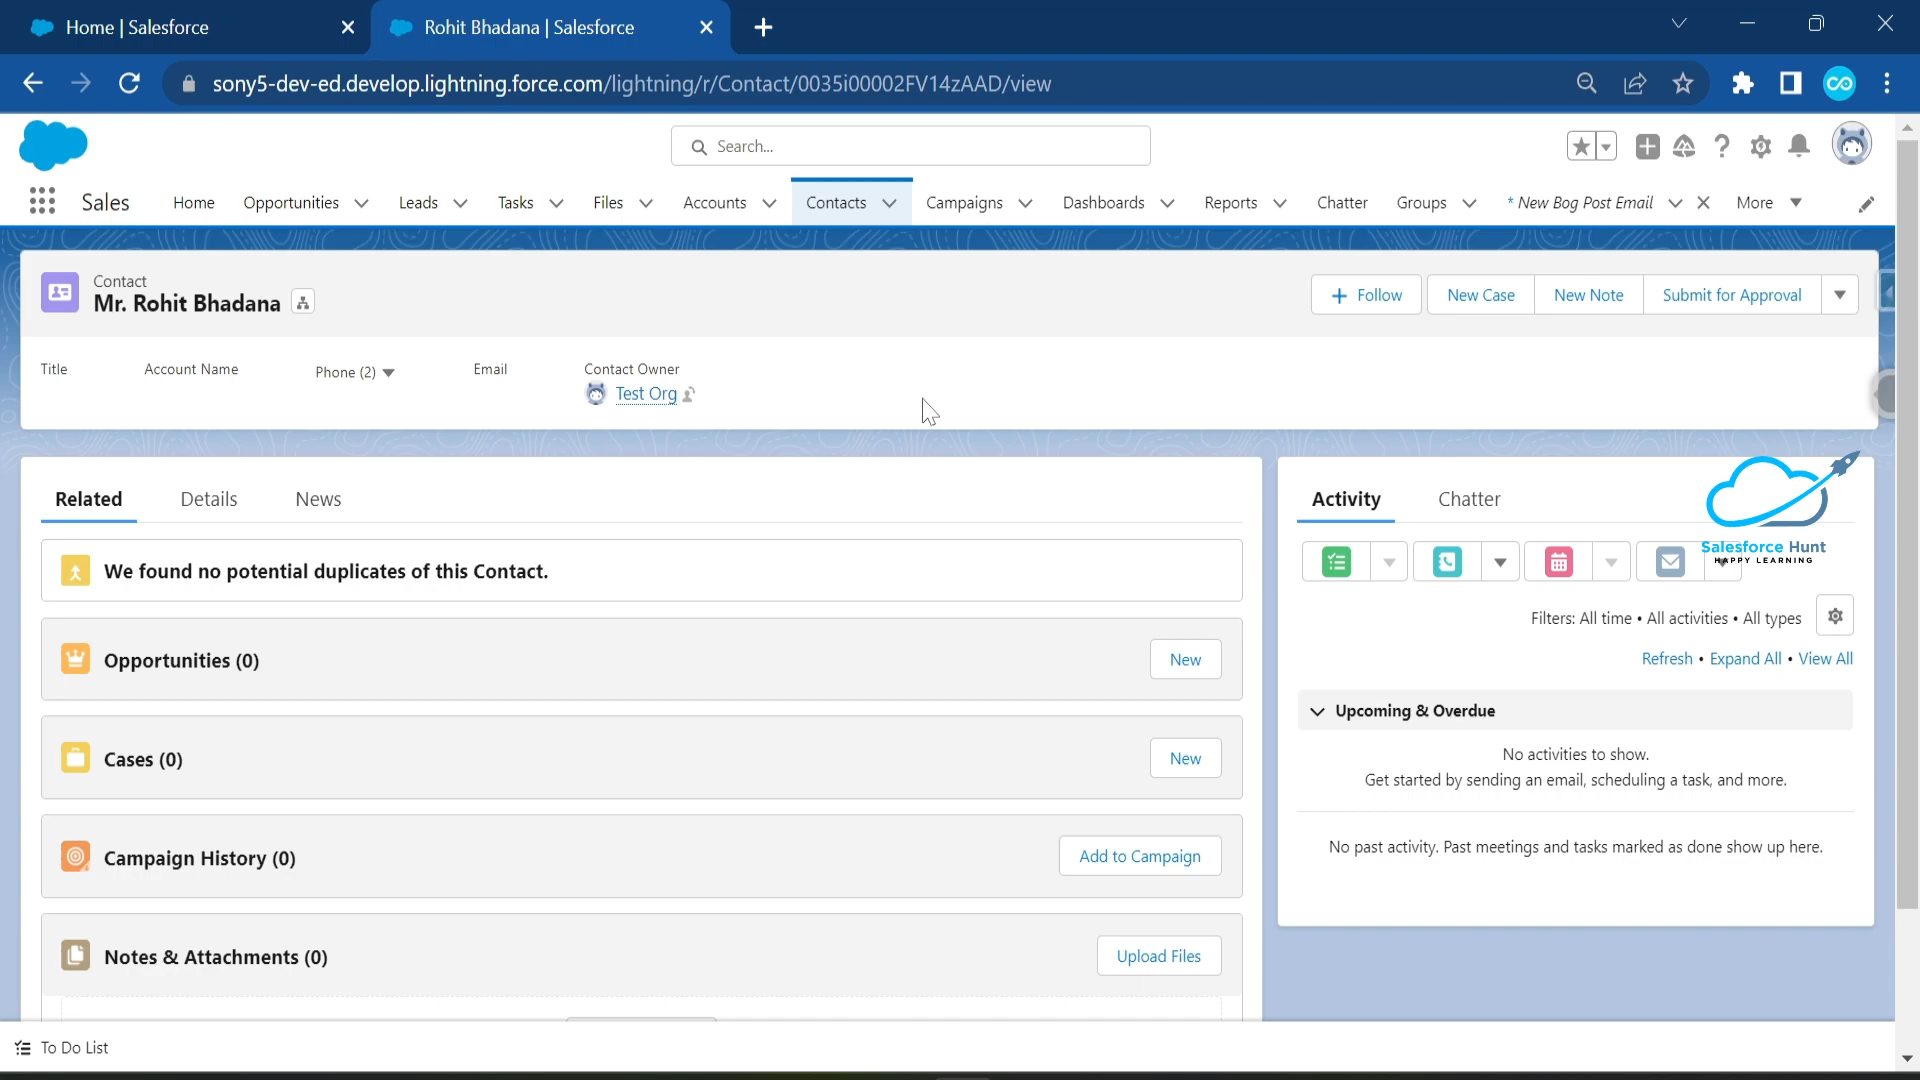 Home | Salesforce
Rohit Bhadana | Salesforce
sony5-dev-ed.develop.lightning.force.com/lightning/r/Contact/0035i00002FV14zAAD/view
Search...
Sales Home Opportunities Leads Tasks Files Accounts Contacts Campaigns Dashboards Reports Chatter Groups * New Bog Post Email More
Contact
Mr. Rohit Bhadana
Follow New Case New Note Submit for Approval
Title Account Name Phone (2) Email Contact Owner
Test Org
Related Details News
We found no potential duplicates of this Contact.
Opportunities (0) New
Cases (0) New
Campaign History (0) Add to Campaign
Notes & Attachments (0) Upload Files
Activity Chatter
Salesforce Hunt
HAPPY LEARNING
Filters: All time • All activities • All types
Refresh • Expand All • View All
Upcoming & Overdue
No activities to show.
Get started by sending an email, scheduling a task, and more.
No past activity. Past meetings and tasks marked as done show up here.
To Do List